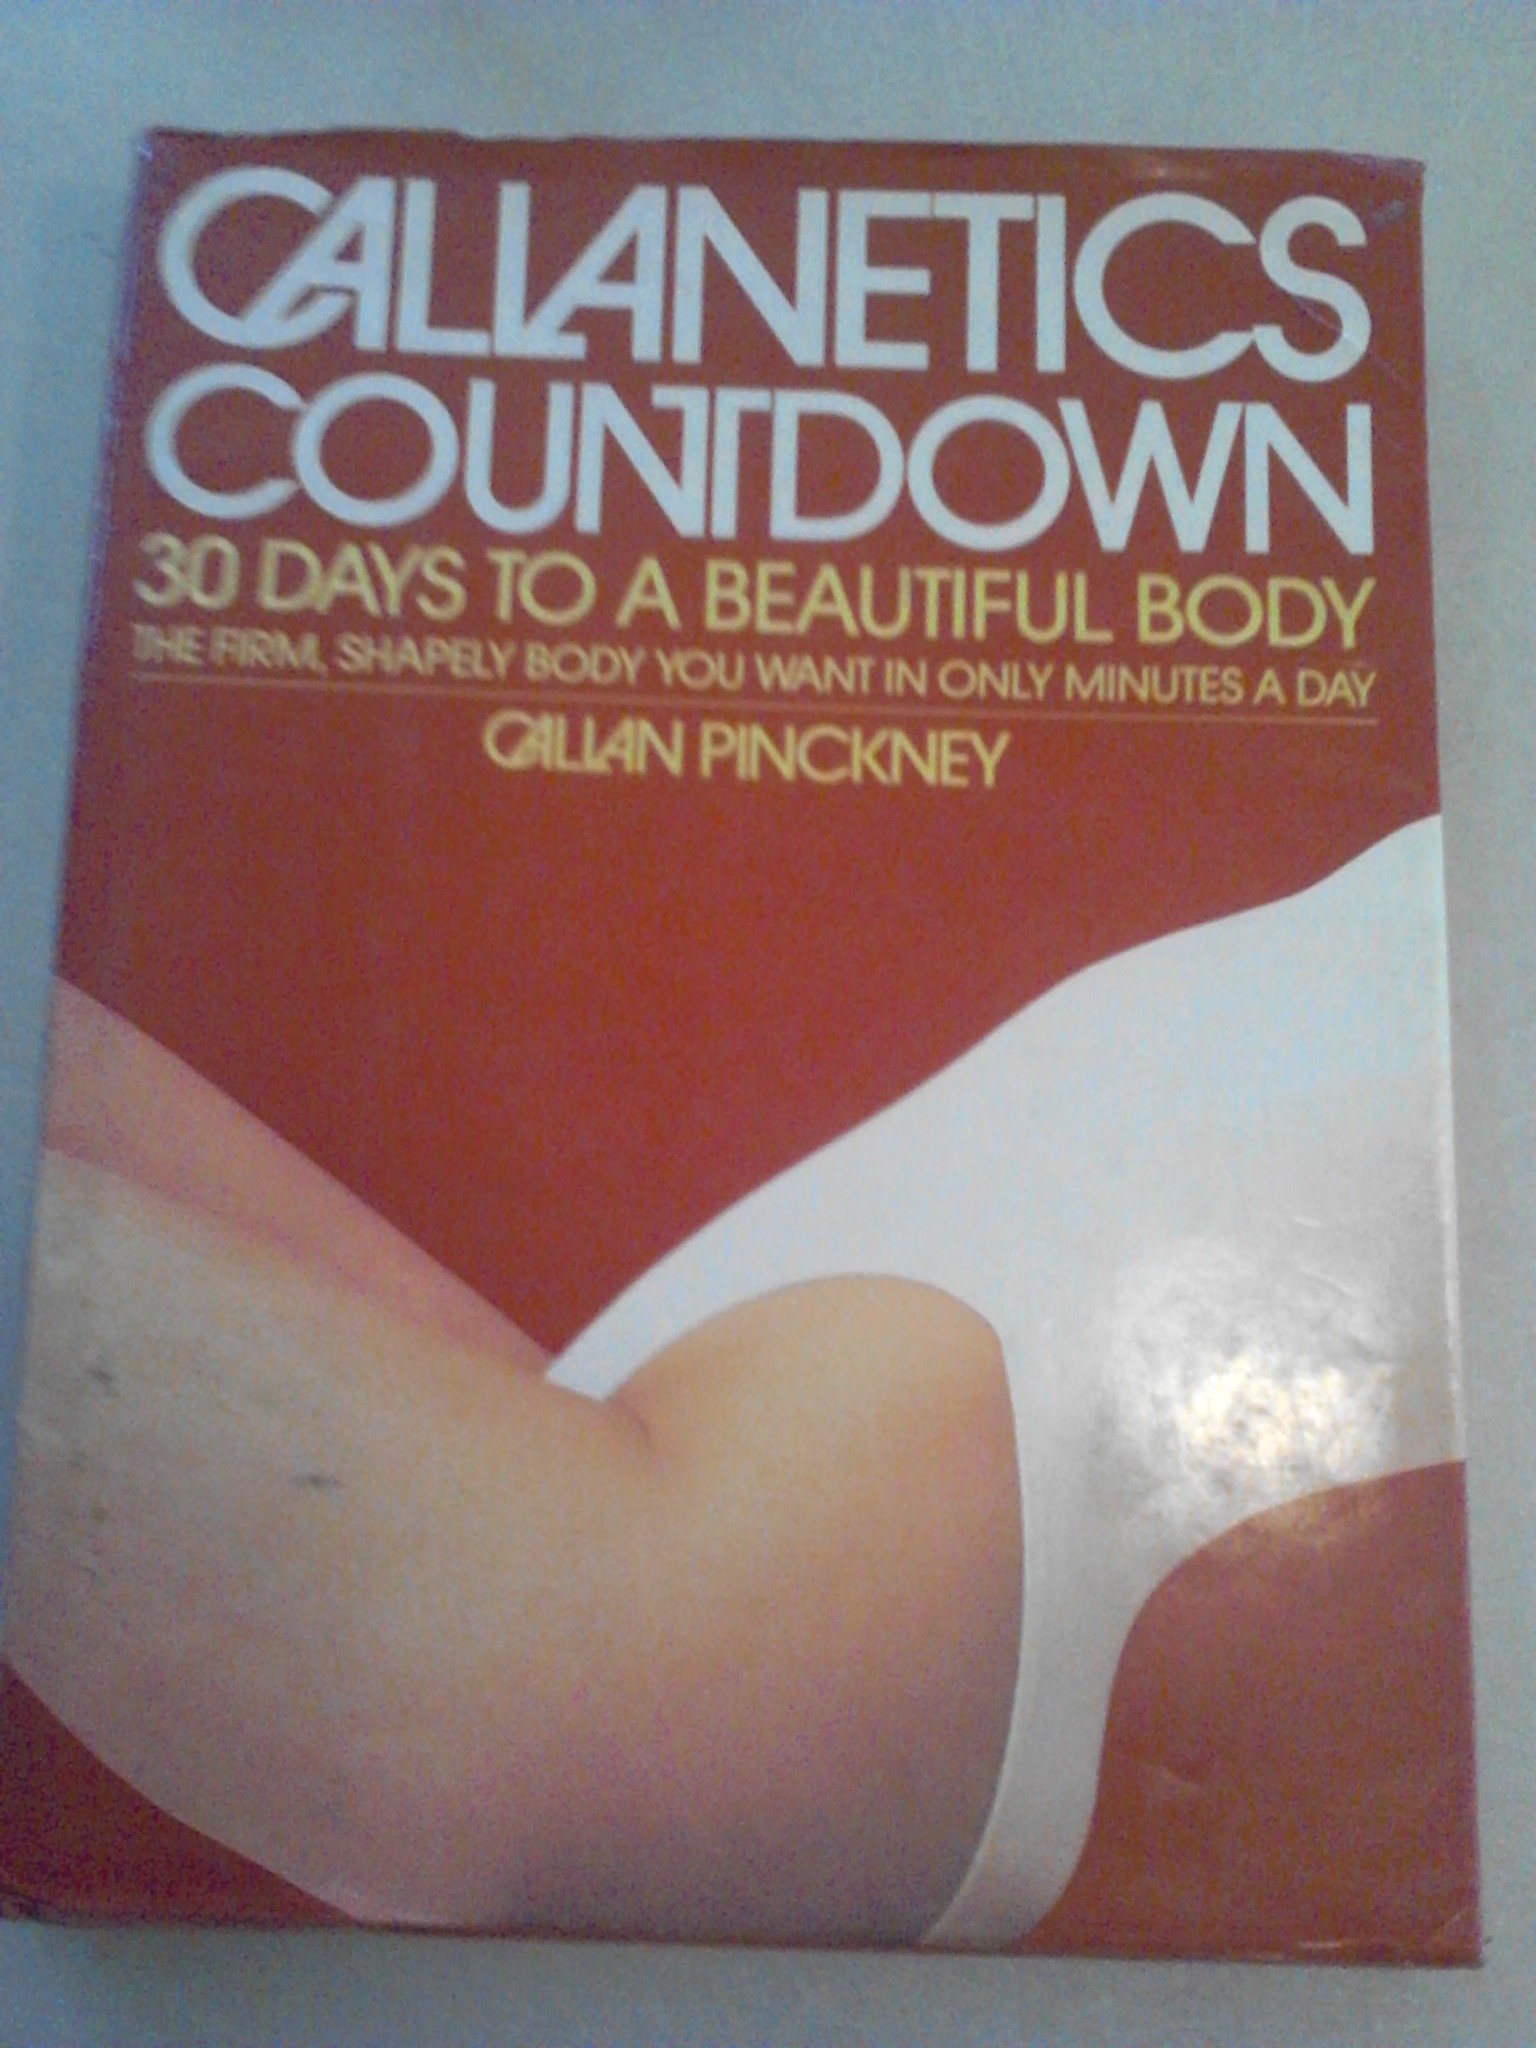 CALLANETICS
COUNTDOWN
30 DAYS TO A BEAUTIFUL BODY
THE FIRM, SHAPELY BODY YOU WANT IN ONLY MINUTES A DAY
CALLAN PINCKNEY